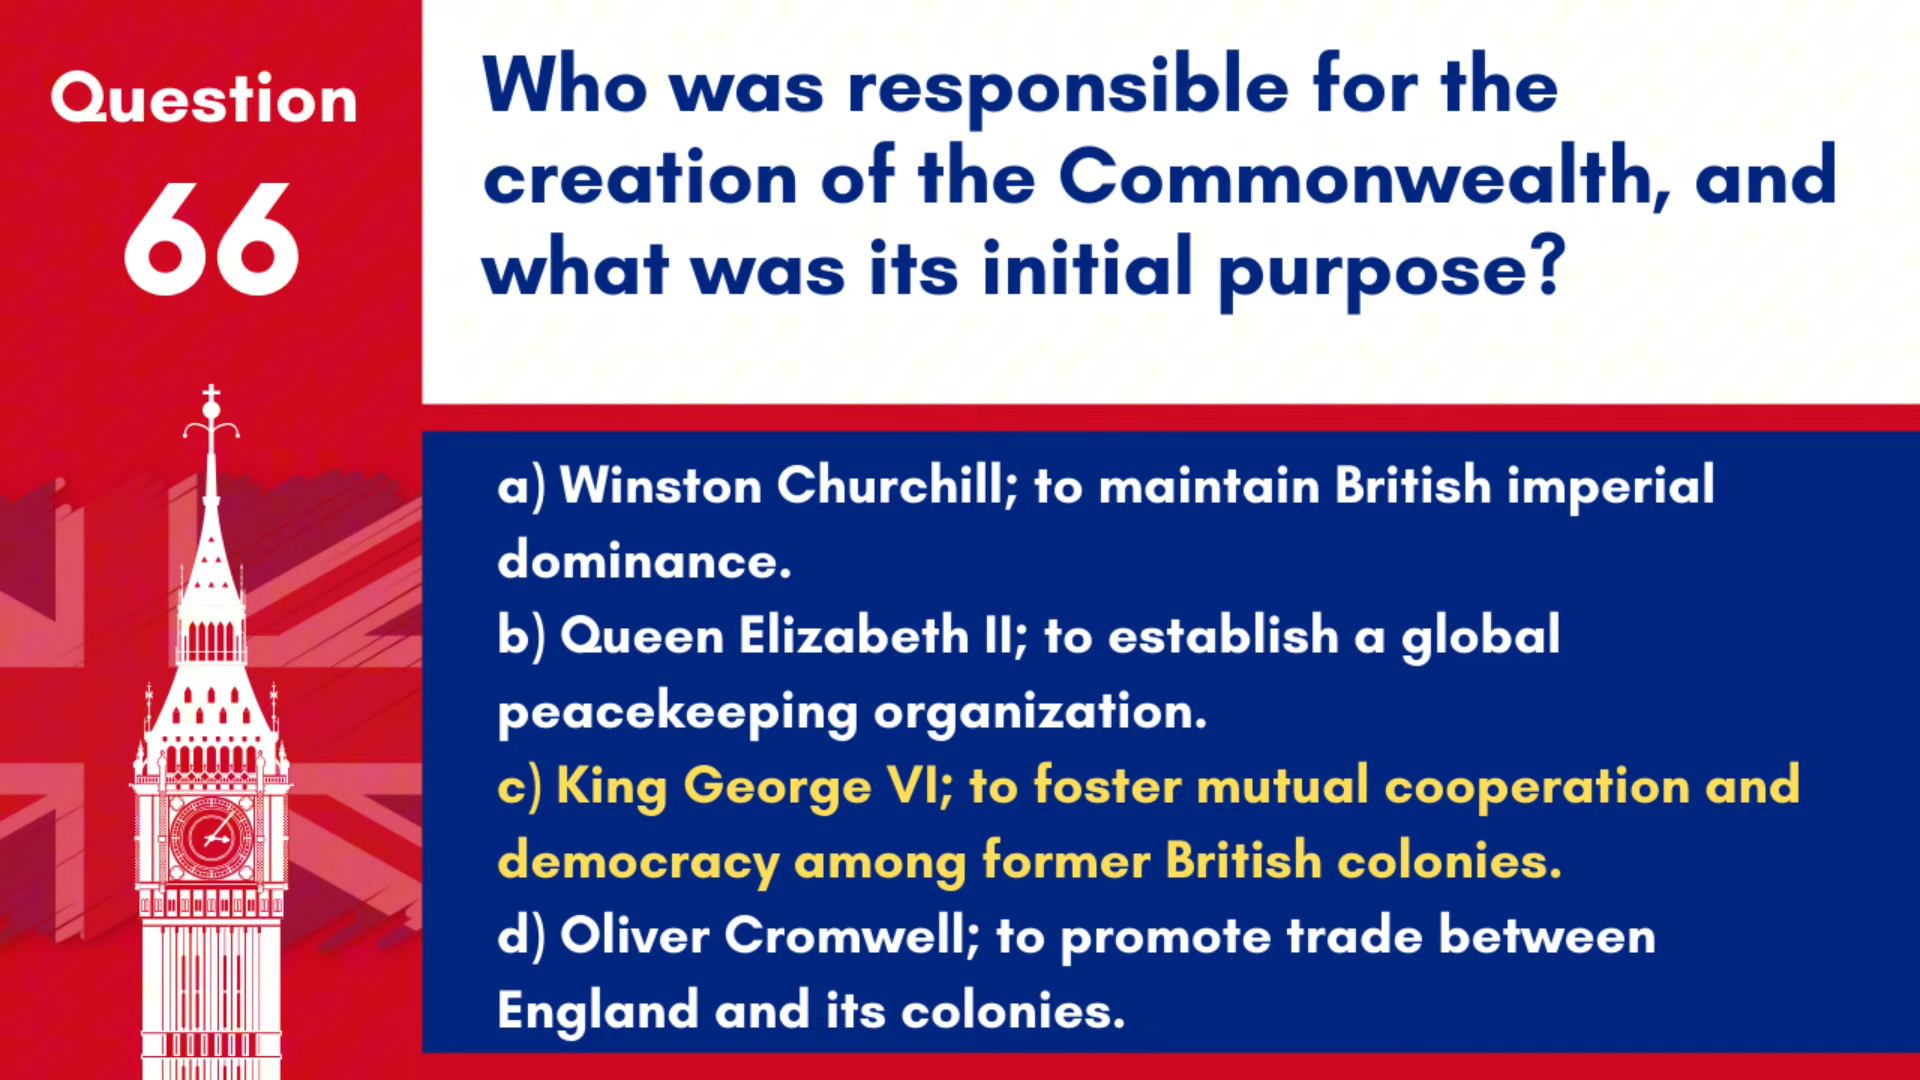 Question
66
Who was responsible for the
creation of the Commonwealth, and
what was its initial purpose?
a) Winston Churchill; to maintain British imperial
dominance.
b) Queen Elizabeth II; to establish a global
peacekeeping organization.
c) King George VI; to foster mutual cooperation and
democracy among former British colonies.
d) Oliver Cromwell; to promote trade between
England and its colonies.